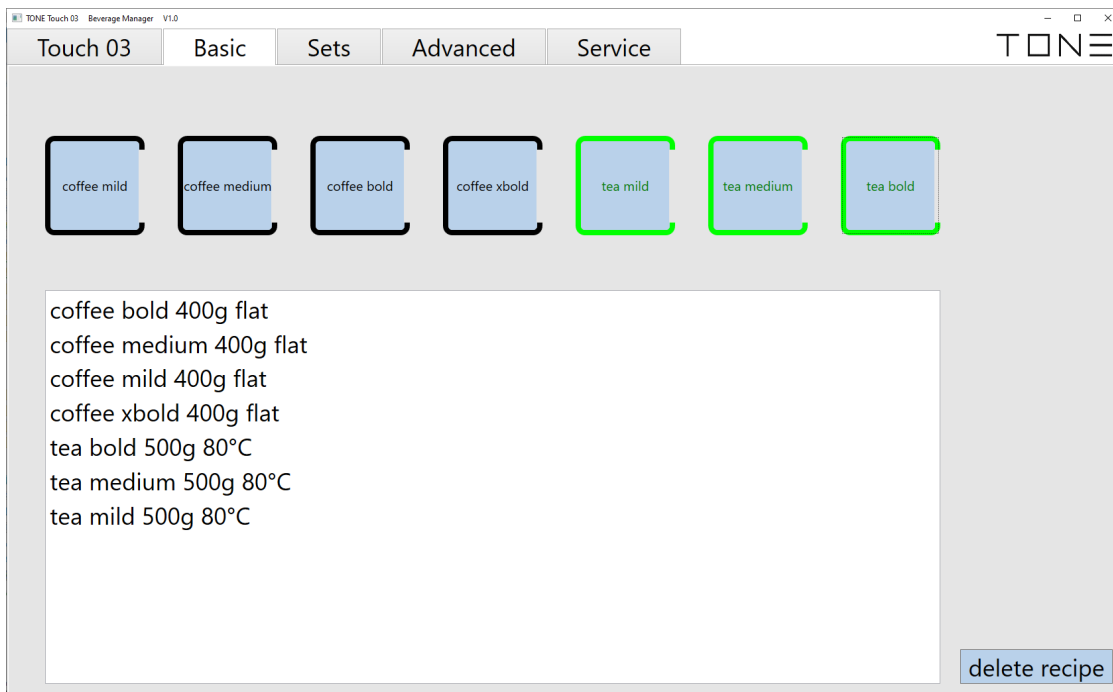 TONE Touch 03 Beverage Manager V1.0
Touch 03 Basic Sets Advanced Service TONE
coffee mild coffee medium coffee bold coffee xbold tea mild tea medium tea bold
coffee bold 400g flat
coffee medium 400g flat
coffee mild 400g flat
coffee xbold 400g flat
tea bold 500g 80°C
tea medium 500g 80°C
tea mild 500g 80°C
delete recipe